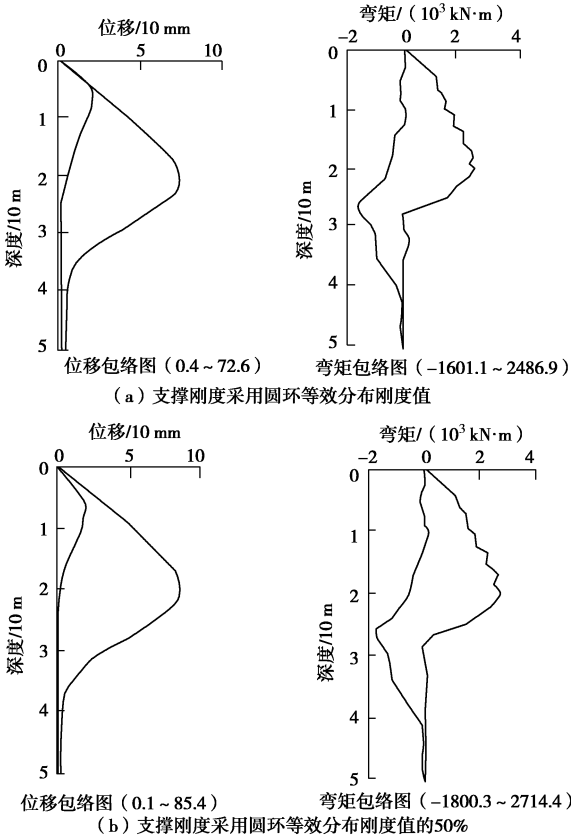 位移/10 mm
0 5 10
0
1
2
3
4
5
深度/10 m
位移包络图（0.4～72.6）
弯矩/（10³ kN·m）
-2 0 2 4
0
1
2
3
4
5
深度/10 m
弯矩包络图（-1601.1～2486.9）
（a）支撑刚度采用圆环等效分布刚度值
位移/10 mm
0 5 10
0
1
2
3
4
5
深度/10 m
位移包络图（0.1～85.4）
弯矩/（10³ kN·m）
-2 0 2 4
0
1
2
3
4
5
深度/10 m
弯矩包络图（-1800.3～2714.4）
（b）支撑刚度采用圆环等效分布刚度值的50%